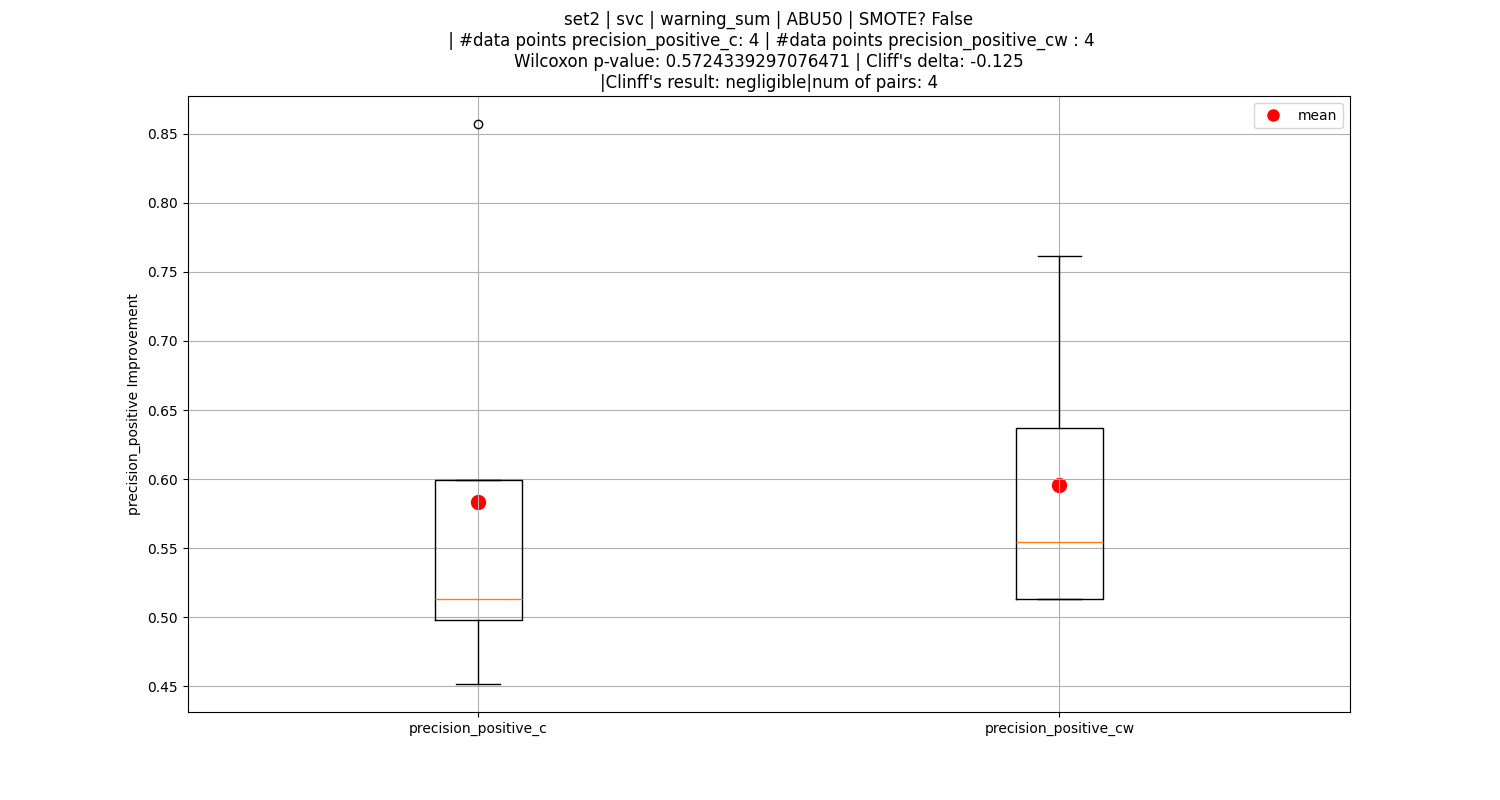 set2 | svc | warning_sum | ABU50 | SMOTE? False
| #data points precision_positive_c: 4 | #data points precision_positive_cw : 4
Wilcoxon p-value: 0.5724339297076471 | Cliff's delta: -0.125
|Clinff's result: negligible|num of pairs: 4
mean
0.85
0.80
0.75
0.70
0.65
0.60
0.55
0.50
0.45
precision_positive Improvement
precision_positive_c
precision_positive_cw